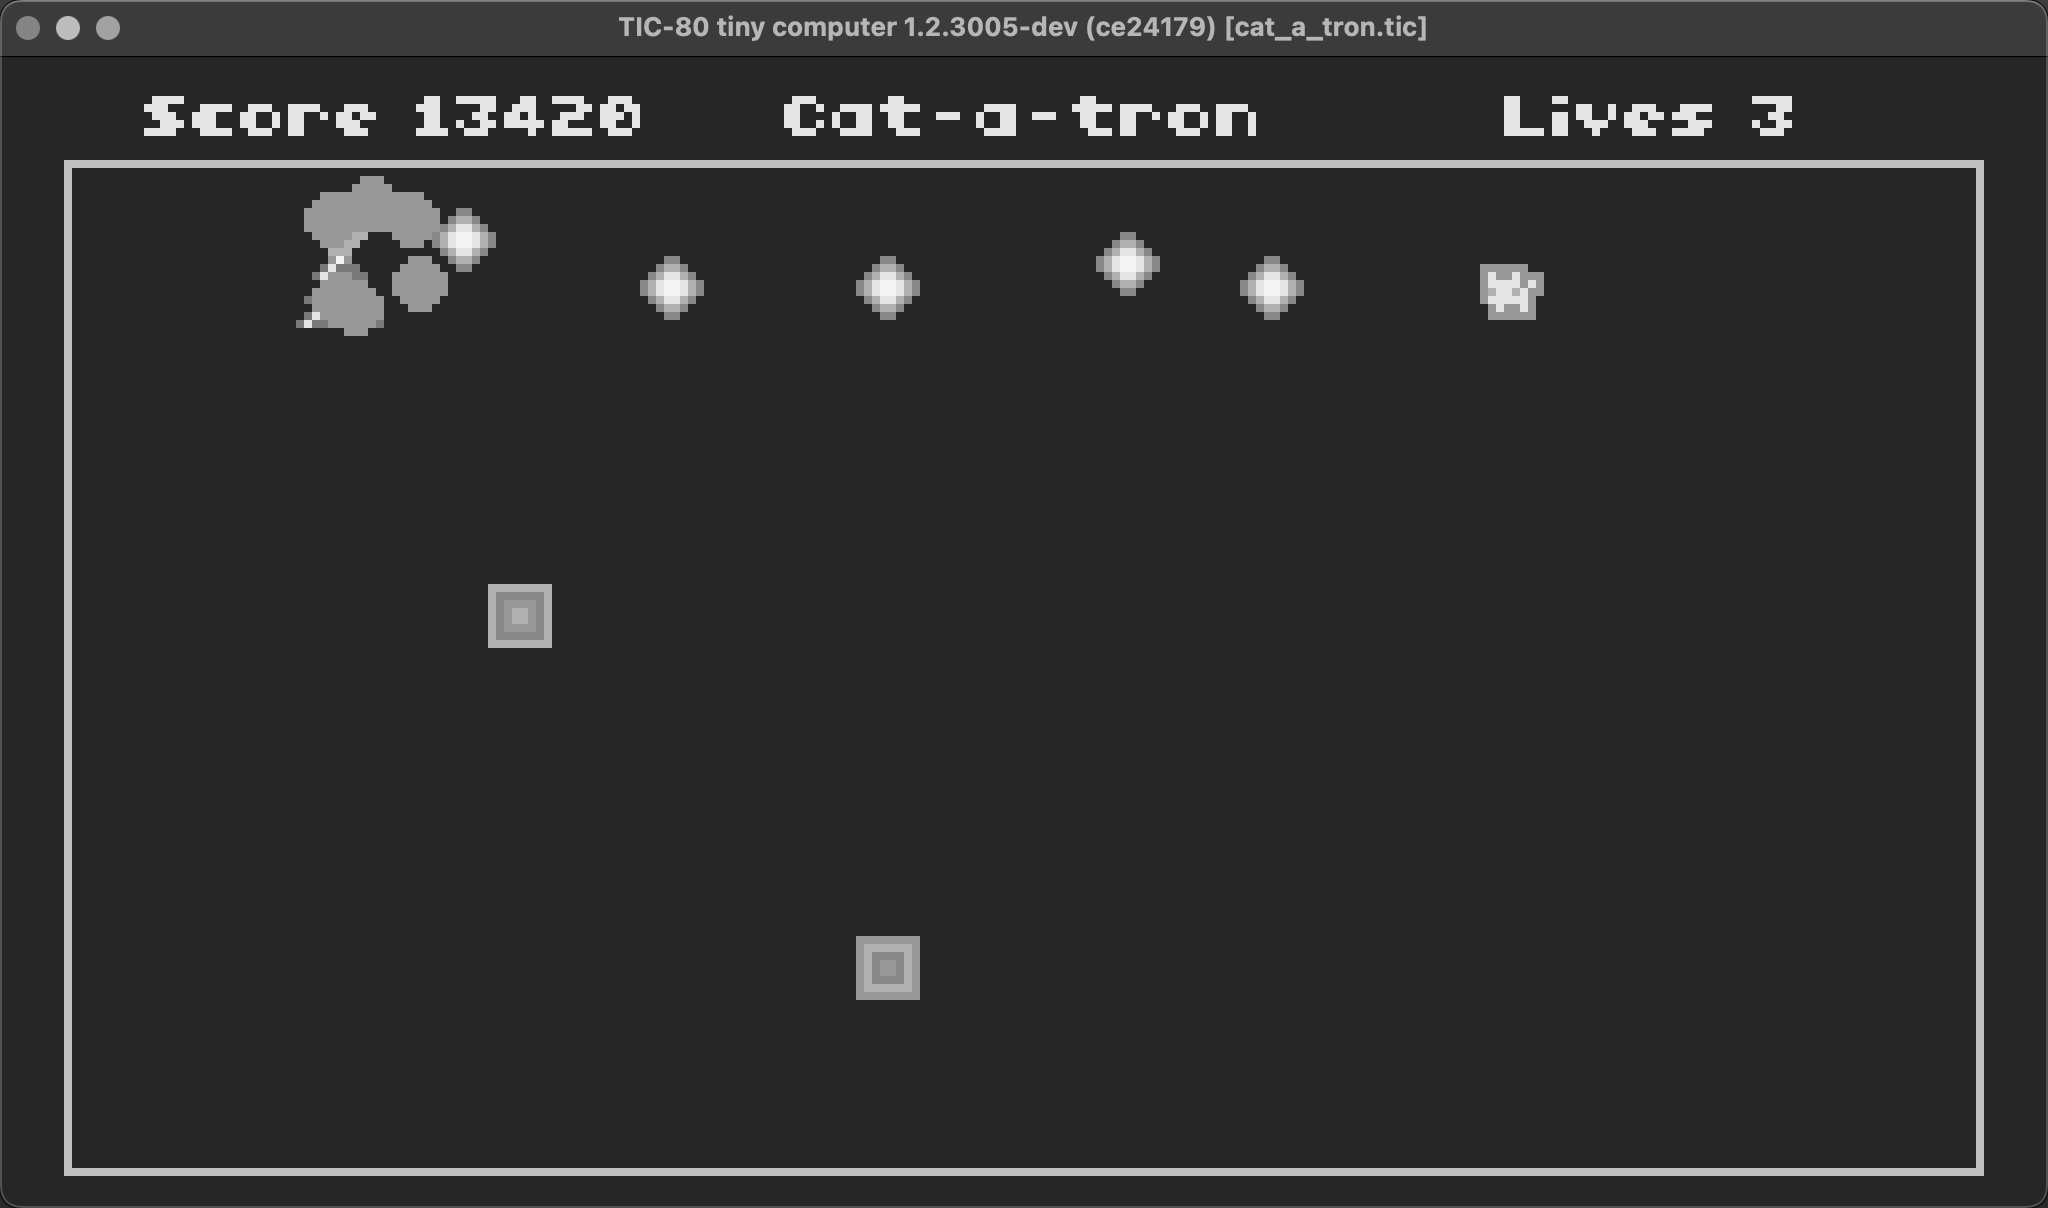 TIC-80 tiny computer 1.2.3005-dev (ce24179) [cat_a_tron.tic]
Score 13420 Cat-a-tron Lives 3